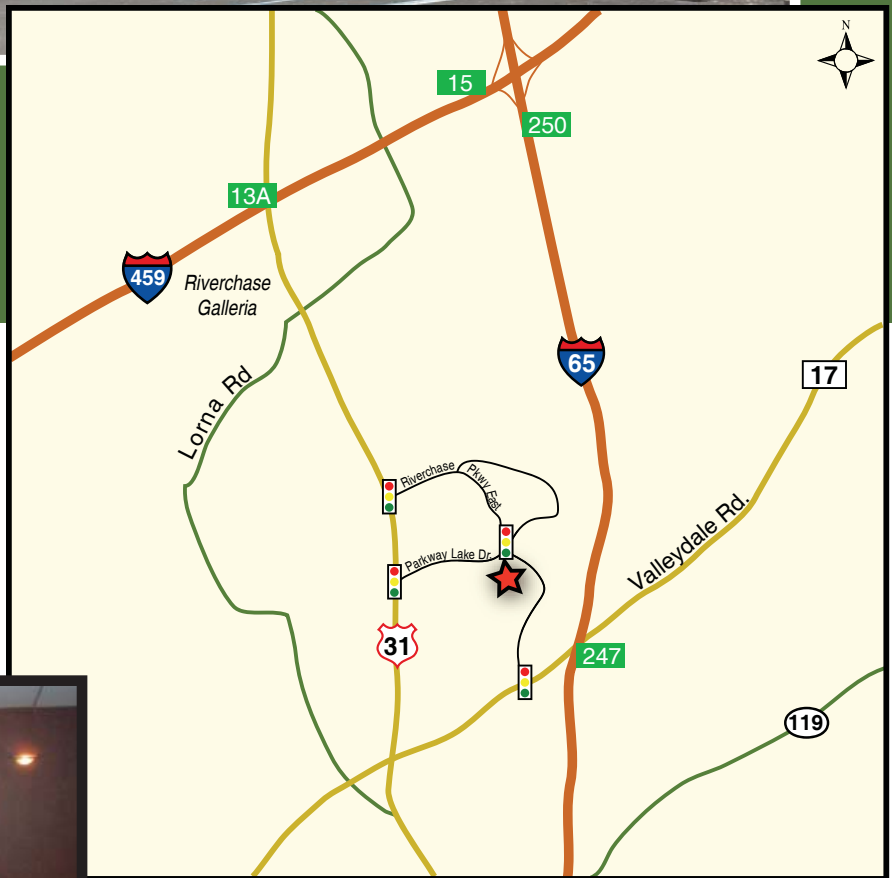 N
15
250
13A
459
Riverchase
Galleria
65
17
Lorna Rd
Riverchase
Pkwy East
Valleydale Rd.
Parkway Lake Dr.
31
247
119